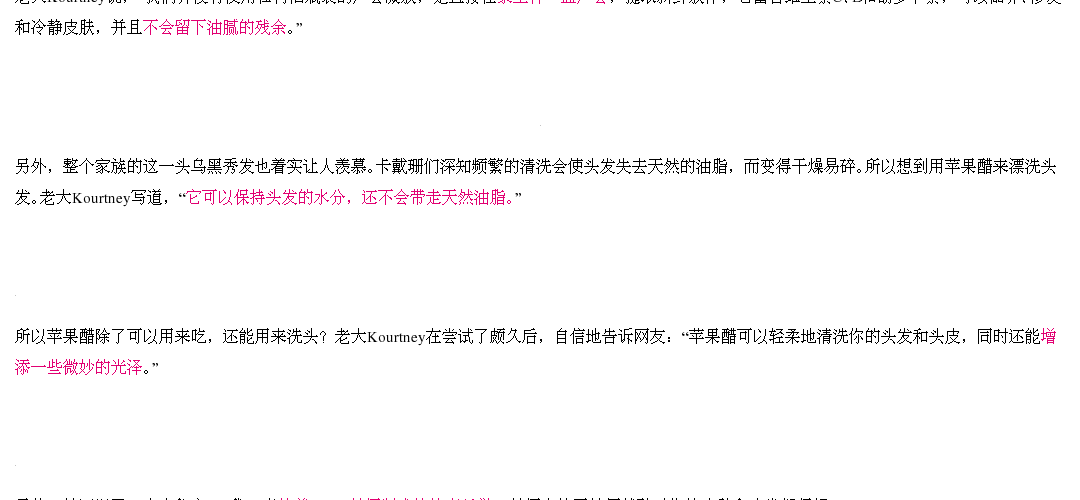 和冷静皮肤，并且不会留下油腻的残余。”
另外，整个家族的这一头乌黑秀发也着实让人羡慕。卡戴珊们深知频繁的清洗会使头发失去天然的油脂，而变得干燥易碎。所以想到用苹果醋来漂洗头
发。老大Kourtney写道，“它可以保持头发的水分，还不会带走天然油脂。”
所以苹果醋除了可以用来吃，还能用来洗头？老大Kourtney在尝试了颇久后，自信地告诉网友：“苹果醋可以轻柔地清洗你的头发和头皮，同时还能增
添一些微妙的光泽。”